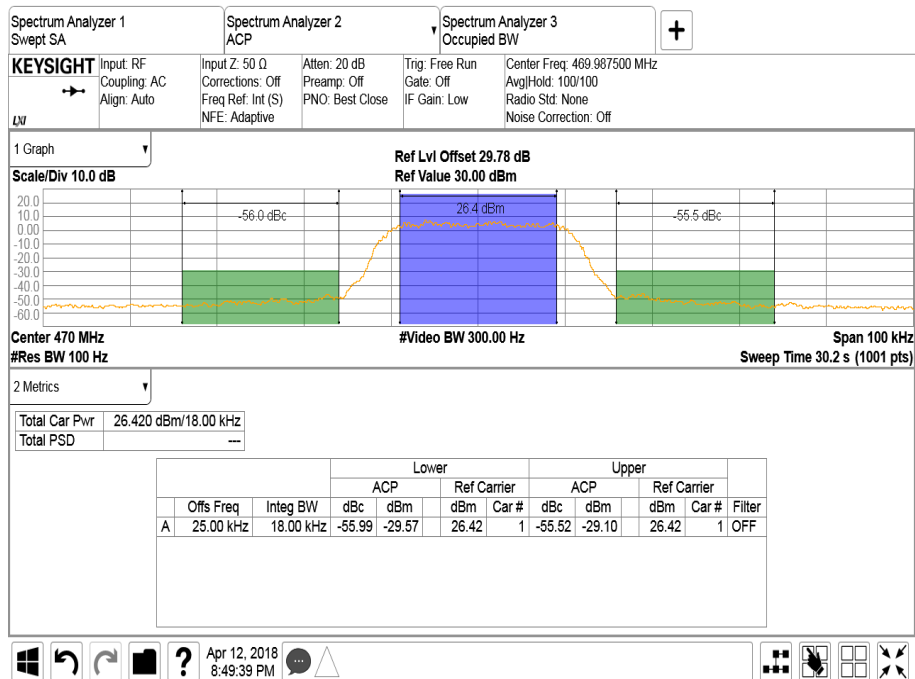 Spectrum Analyzer 1
Swept SA
Spectrum Analyzer 2
ACP
Spectrum Analyzer 3
Occupied BW
+
KEYSIGHT
LXI
Input: RF
Coupling: AC
Align: Auto
Input Z: 50 Ω
Corrections: Off
Freq Ref: Int (S)
NFE: Adaptive
Atten: 20 dB
Preamp: Off
PNO: Best Close
Trig: Free Run
Gate: Off
IF Gain: Low
Center Freq: 469.987500 MHz
Avg|Hold: 100/100
Radio Std: None
Noise Correction: Off
1 Graph
Scale/Div 10.0 dB
Ref Lvl Offset 29.78 dB
Ref Value 30.00 dBm
20.0
10.0
0.00
-10.0
-20.0
-30.0
-40.0
-50.0
-60.0
-56.0 dBc
26.4 dBm
-55.5 dBc
Center 470 MHz
#Video BW 300.00 Hz
Span 100 kHz
#Res BW 100 Hz
Sweep Time 30.2 s (1001 pts)
2 Metrics
Total Car Pwr 26.420 dBm/18.00 kHz
Total PSD ---
Lower Upper
ACP Ref Carrier ACP Ref Carrier
Offs Freq Integ BW dBc dBm dBm Car # dBc dBm dBm Car # Filter
A 25.00 kHz 18.00 kHz -55.99 -29.57 26.42 1 -55.52 -29.10 26.42 1 OFF
?
Apr 12, 2018
8:49:39 PM